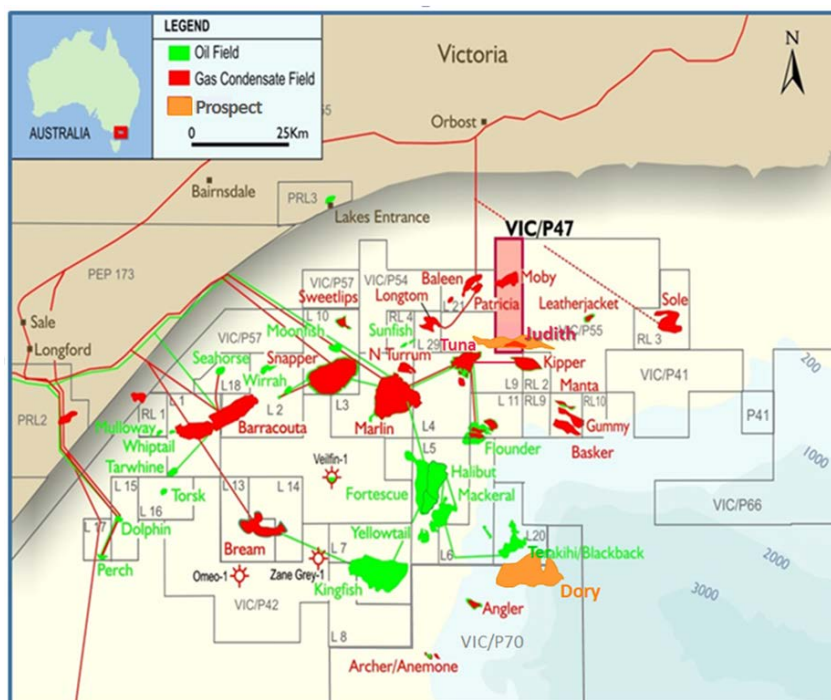 LEGEND
Oil Field
Gas Condensate Field
Prospect
0 25Km
AUSTRALIA
Victoria
N
Orbost
Bairnsdale
PRL3
Lakes Entrance
VIC/P47
PEP 173
VIC/P57
VIC/P54
Baleen
Moby
Sweetlips
Longtom
L 21
Patricia
Leatherjacket
Sole
Sale
L 10
RL 4
Sunfish
VIC/P55
Moonfish
VIC/P57
Judith
RL 3
Longford
Tuna
L 29
Seahorse
Snapper
N Turrum
Kipper
200
Wirrah
VIC/P41
L18
L9
RL 2
Manta
L 1
L 2
L3
L 11
RL9
RL10
PRL2
RL 1
Mulloway
Barracouta
Marlin
L4
Gummy
P41
Whiptail
Flounder
Basker
Tarwhine
L5
Veilfin-1
Halibut
1000
L 15
Torsk
L 13
L 14
Fortescue
Mackeral
VIC/P66
L 16
L 17
Dolphin
Yellowtail
L20
Bream
L 7
L6
Terakihi/Blackback
2000
Perch
Omeo-1
Zane Grey-1
Kingfish
Dory
3000
VIC/P42
Angler
L 8
VIC/P70
Archer/Anemone